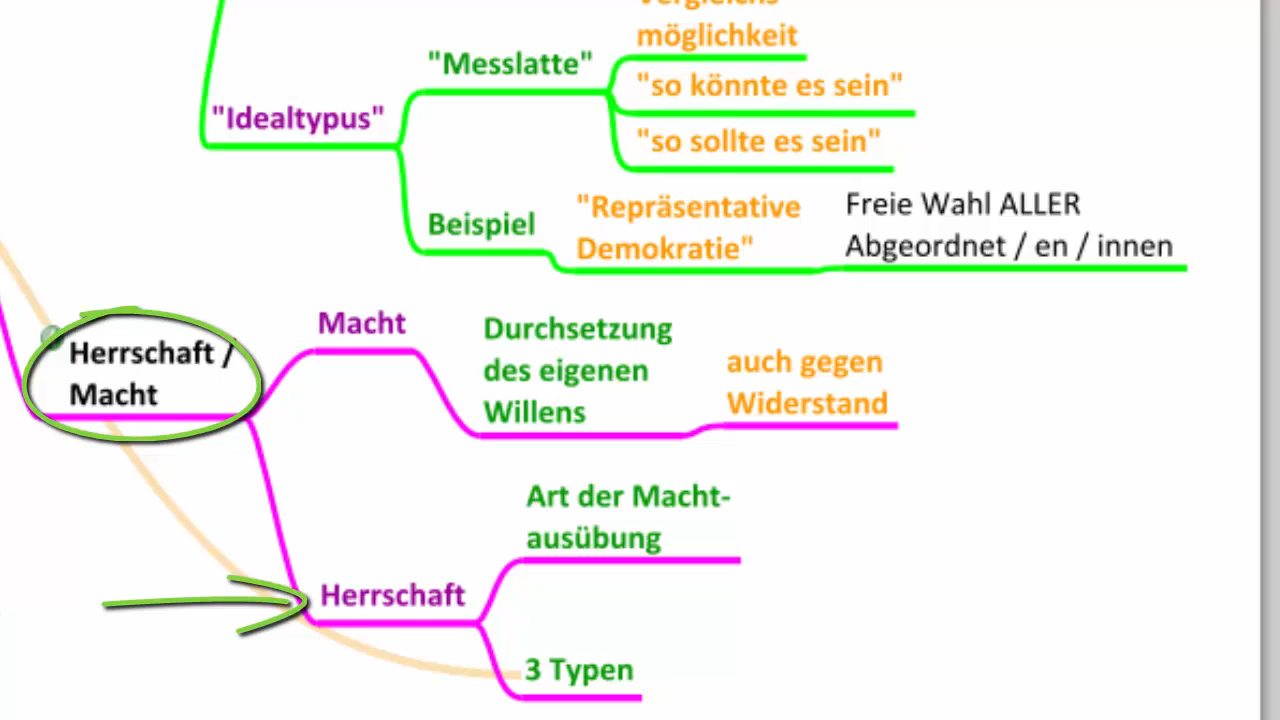 Vergleichs
möglichkeit
"Messlatte"
"so könnte es sein"
"Idealtypus"
"so sollte es sein"
Beispiel
"Repräsentative
Demokratie"
Freie Wahl ALLER
Abgeordnet / en / innen
Herrschaft /
Macht
Macht
Durchsetzung
des eigenen
Willens
auch gegen
Widerstand
Art der Macht-
ausübung
Herrschaft
3 Typen